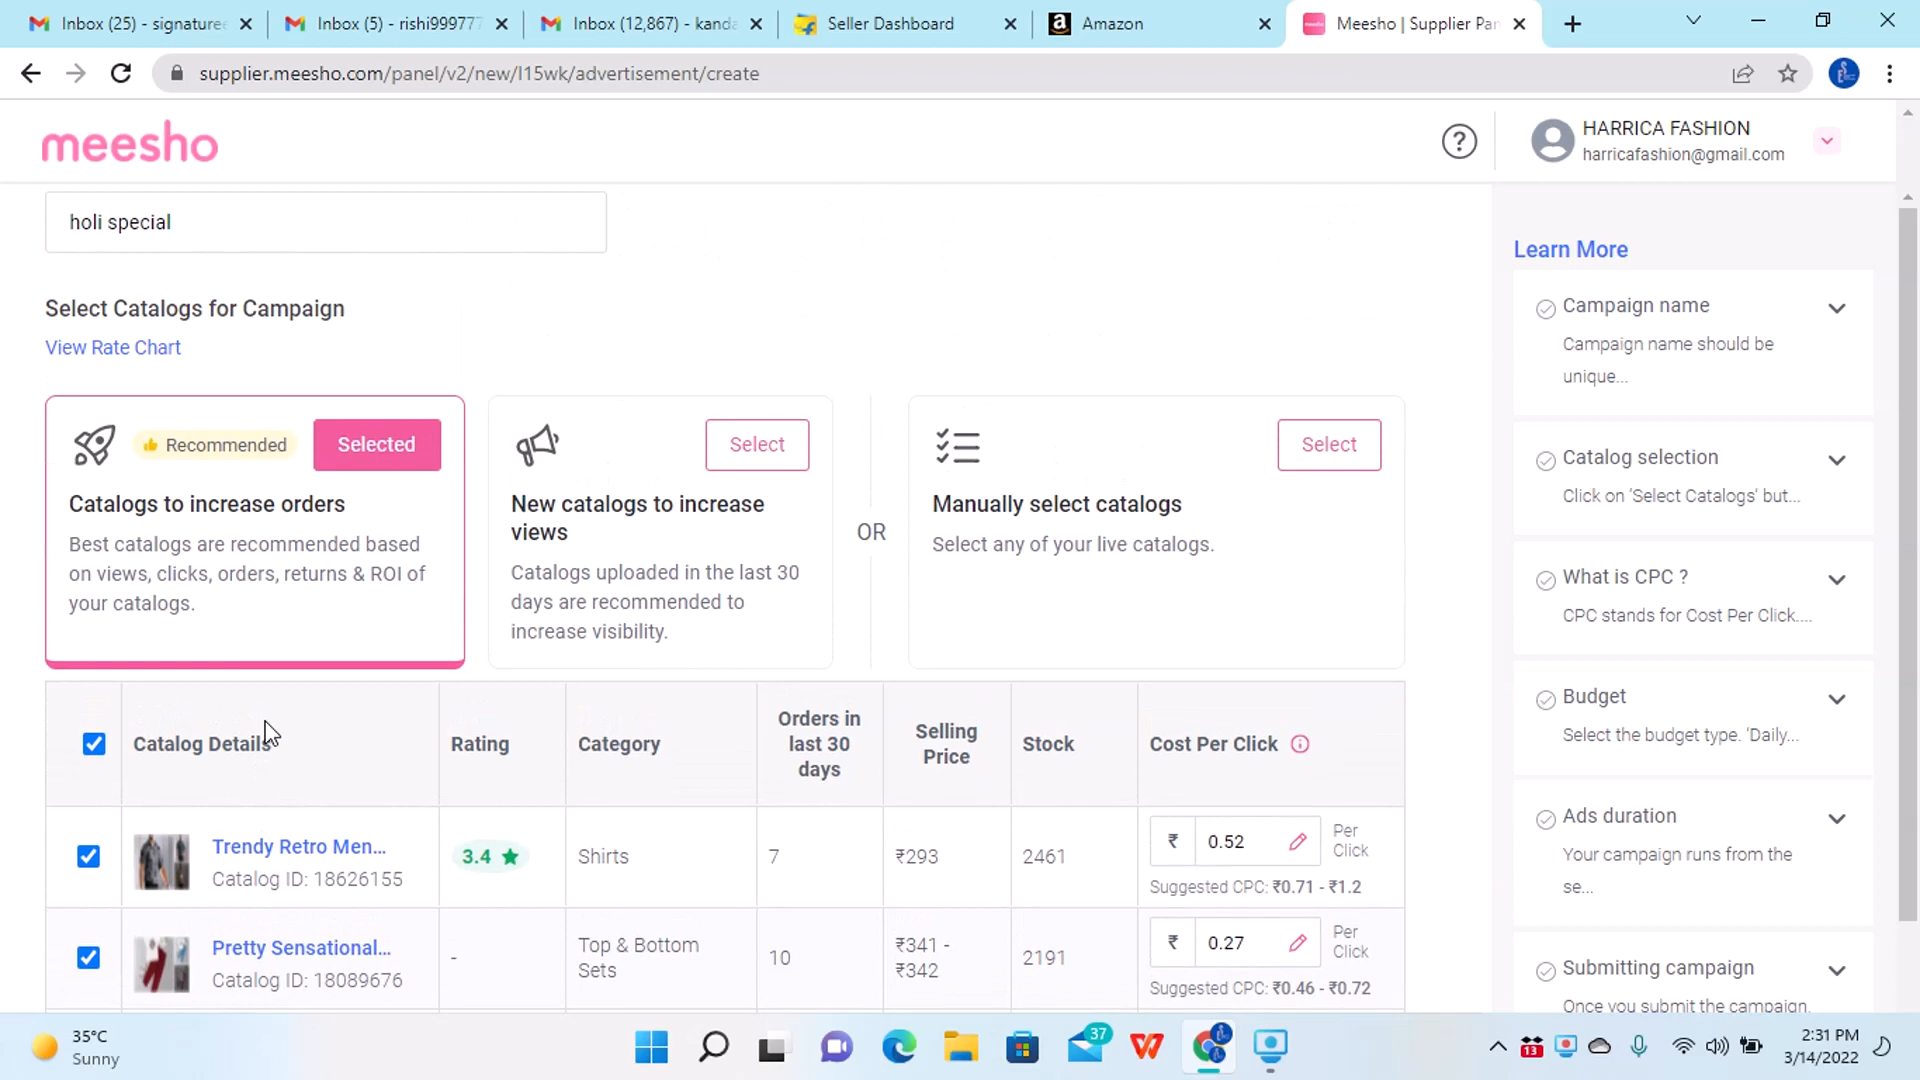 Inbox (25) - signature
Inbox (5) - rishi999777
Inbox (12,867) - kanda
Seller Dashboard
Amazon
Meesho | Supplier Pan
supplier.meesho.com/panel/v2/new/l15wk/advertisement/create
meesho
HARRICA FASHION
harricafashion@gmail.com
holi special
Select Catalogs for Campaign
View Rate Chart
Recommended
Selected
Catalogs to increase orders
Best catalogs are recommended based
on views, clicks, orders, returns & ROI of
your catalogs.
Select
New catalogs to increase
views
Catalogs uploaded in the last 30
days are recommended to
increase visibility.
OR
Select
Manually select catalogs
Select any of your live catalogs.
Catalog Details
Rating
Category
Orders in
last 30
days
Selling
Price
Stock
Cost Per Click
Trendy Retro Men...
Catalog ID: 18626155
3.4
Shirts
7
₹293
2461
₹ 0.52
Per
Click
Suggested CPC: ₹0.71 - ₹1.2
Pretty Sensational...
Catalog ID: 18089676
-
Top & Bottom
Sets
10
₹341 -
₹342
2191
₹ 0.27
Per
Click
Suggested CPC: ₹0.46 - ₹0.72
Learn More
Campaign name
Campaign name should be
unique...
Catalog selection
Click on 'Select Catalogs' but...
What is CPC ?
CPC stands for Cost Per Click....
Budget
Select the budget type. 'Daily...
Ads duration
Your campaign runs from the
se...
Submitting campaign
Once you submit the campaign,
35°C
Sunny
37
13
2:31 PM
3/14/2022